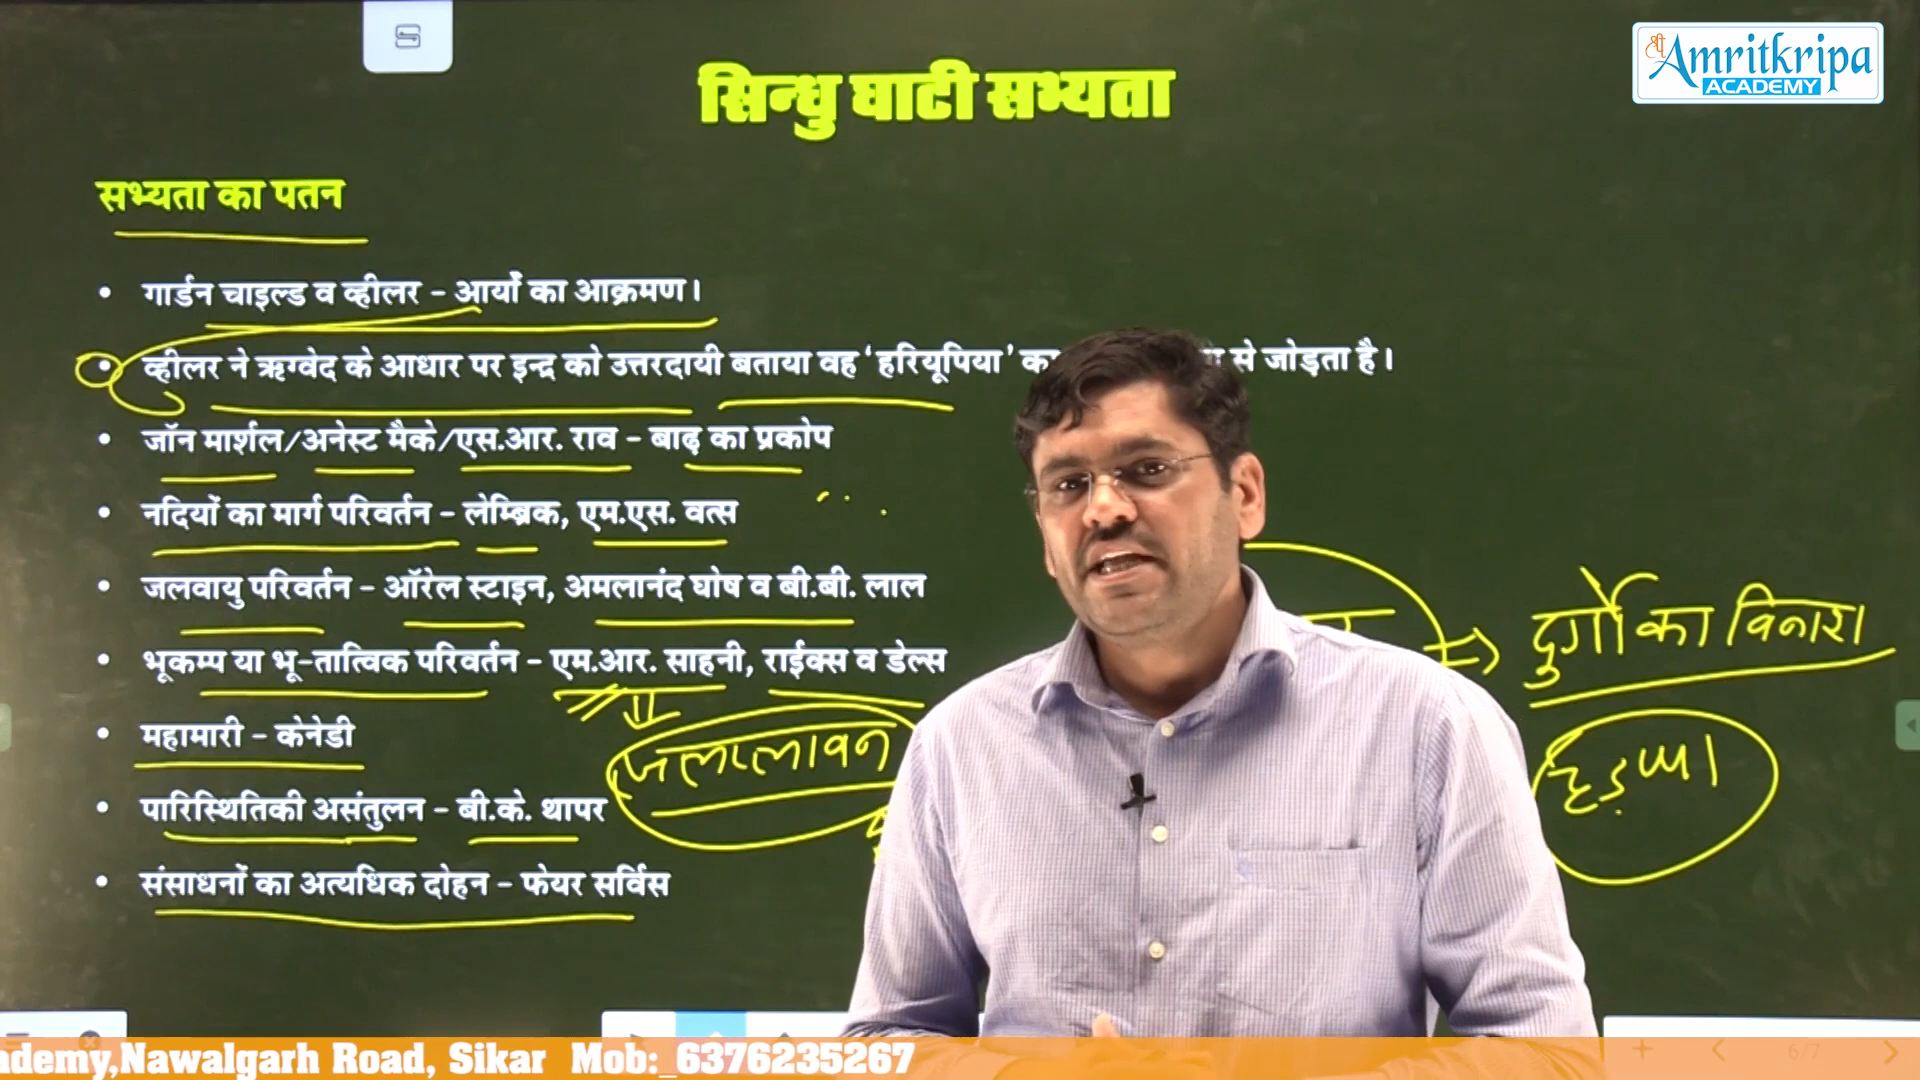 श्री Amritkripa
ACADEMY
सिन्धु घाटी सभ्यता
सभ्यता का पतन
• गार्डन चाइल्ड व व्हीलर – आर्यों का आक्रमण।
• व्हीलर ने ऋग्वेद के आधार पर इन्द्र को उत्तरदायी बताया वह ‘हरियूपिया’ से जोड़ता है।
• जॉन मार्शल/अर्नेस्ट मैके/एस.आर. राव – बाढ़ का प्रकोप
• नदियों का मार्ग परिवर्तन – लेम्ब्रिक, एम.एस. वत्स
• जलवायु परिवर्तन – ऑरेल स्टाइन, अमलानंद घोष व बी.बी. लाल
दुर्गो का विनाश
• भूकम्प या भू-तात्विक परिवर्तन – एम.आर. साहनी, राईक्स व डेल्स
• महामारी – केनेडी
जलप्लावन
हड़प्पा
• पारिस्थितिकी असंतुलन – बी.के. थापर
• संसाधनों का अत्यधिक दोहन – फेयर सर्विस
ademy,Nawalgarh Road, Sikar Mob:_6376235267
6/7